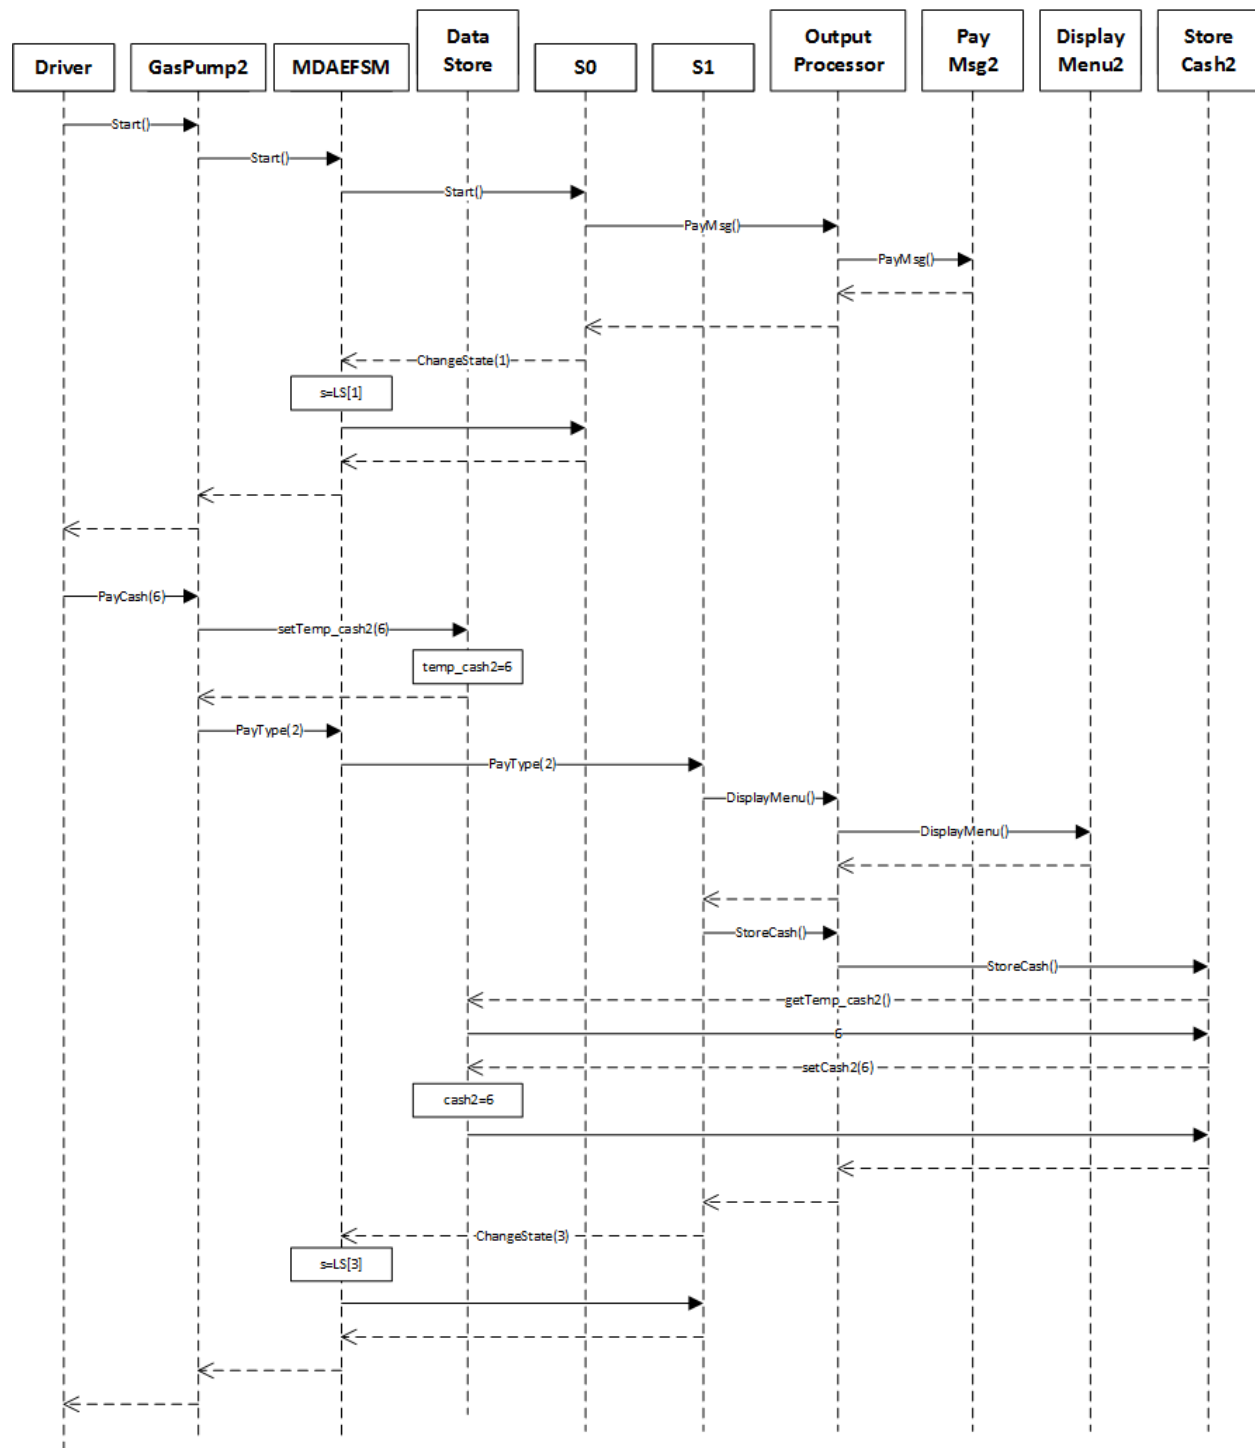 Driver
GasPump2
MDAEFSM
Data
Store
S0
S1
Output
Processor
Pay
Msg2
Display
Menu2
Store
Cash2
Start()
Start()
Start()
PayMsg()
PayMsg()
ChangeState(1)
s=LS[1]
PayCash(6)
setTemp_cash2(6)
temp_cash2=6
PayType(2)
PayType(2)
DisplayMenu()
DisplayMenu()
StoreCash()
StoreCash()
getTemp_cash2()
6
setCash2(6)
cash2=6
ChangeState(3)
s=LS[3]